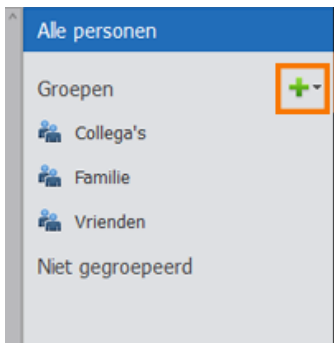 Alle personen
Groepen
Collega's
Familie
Vrienden
Niet gegroepeerd